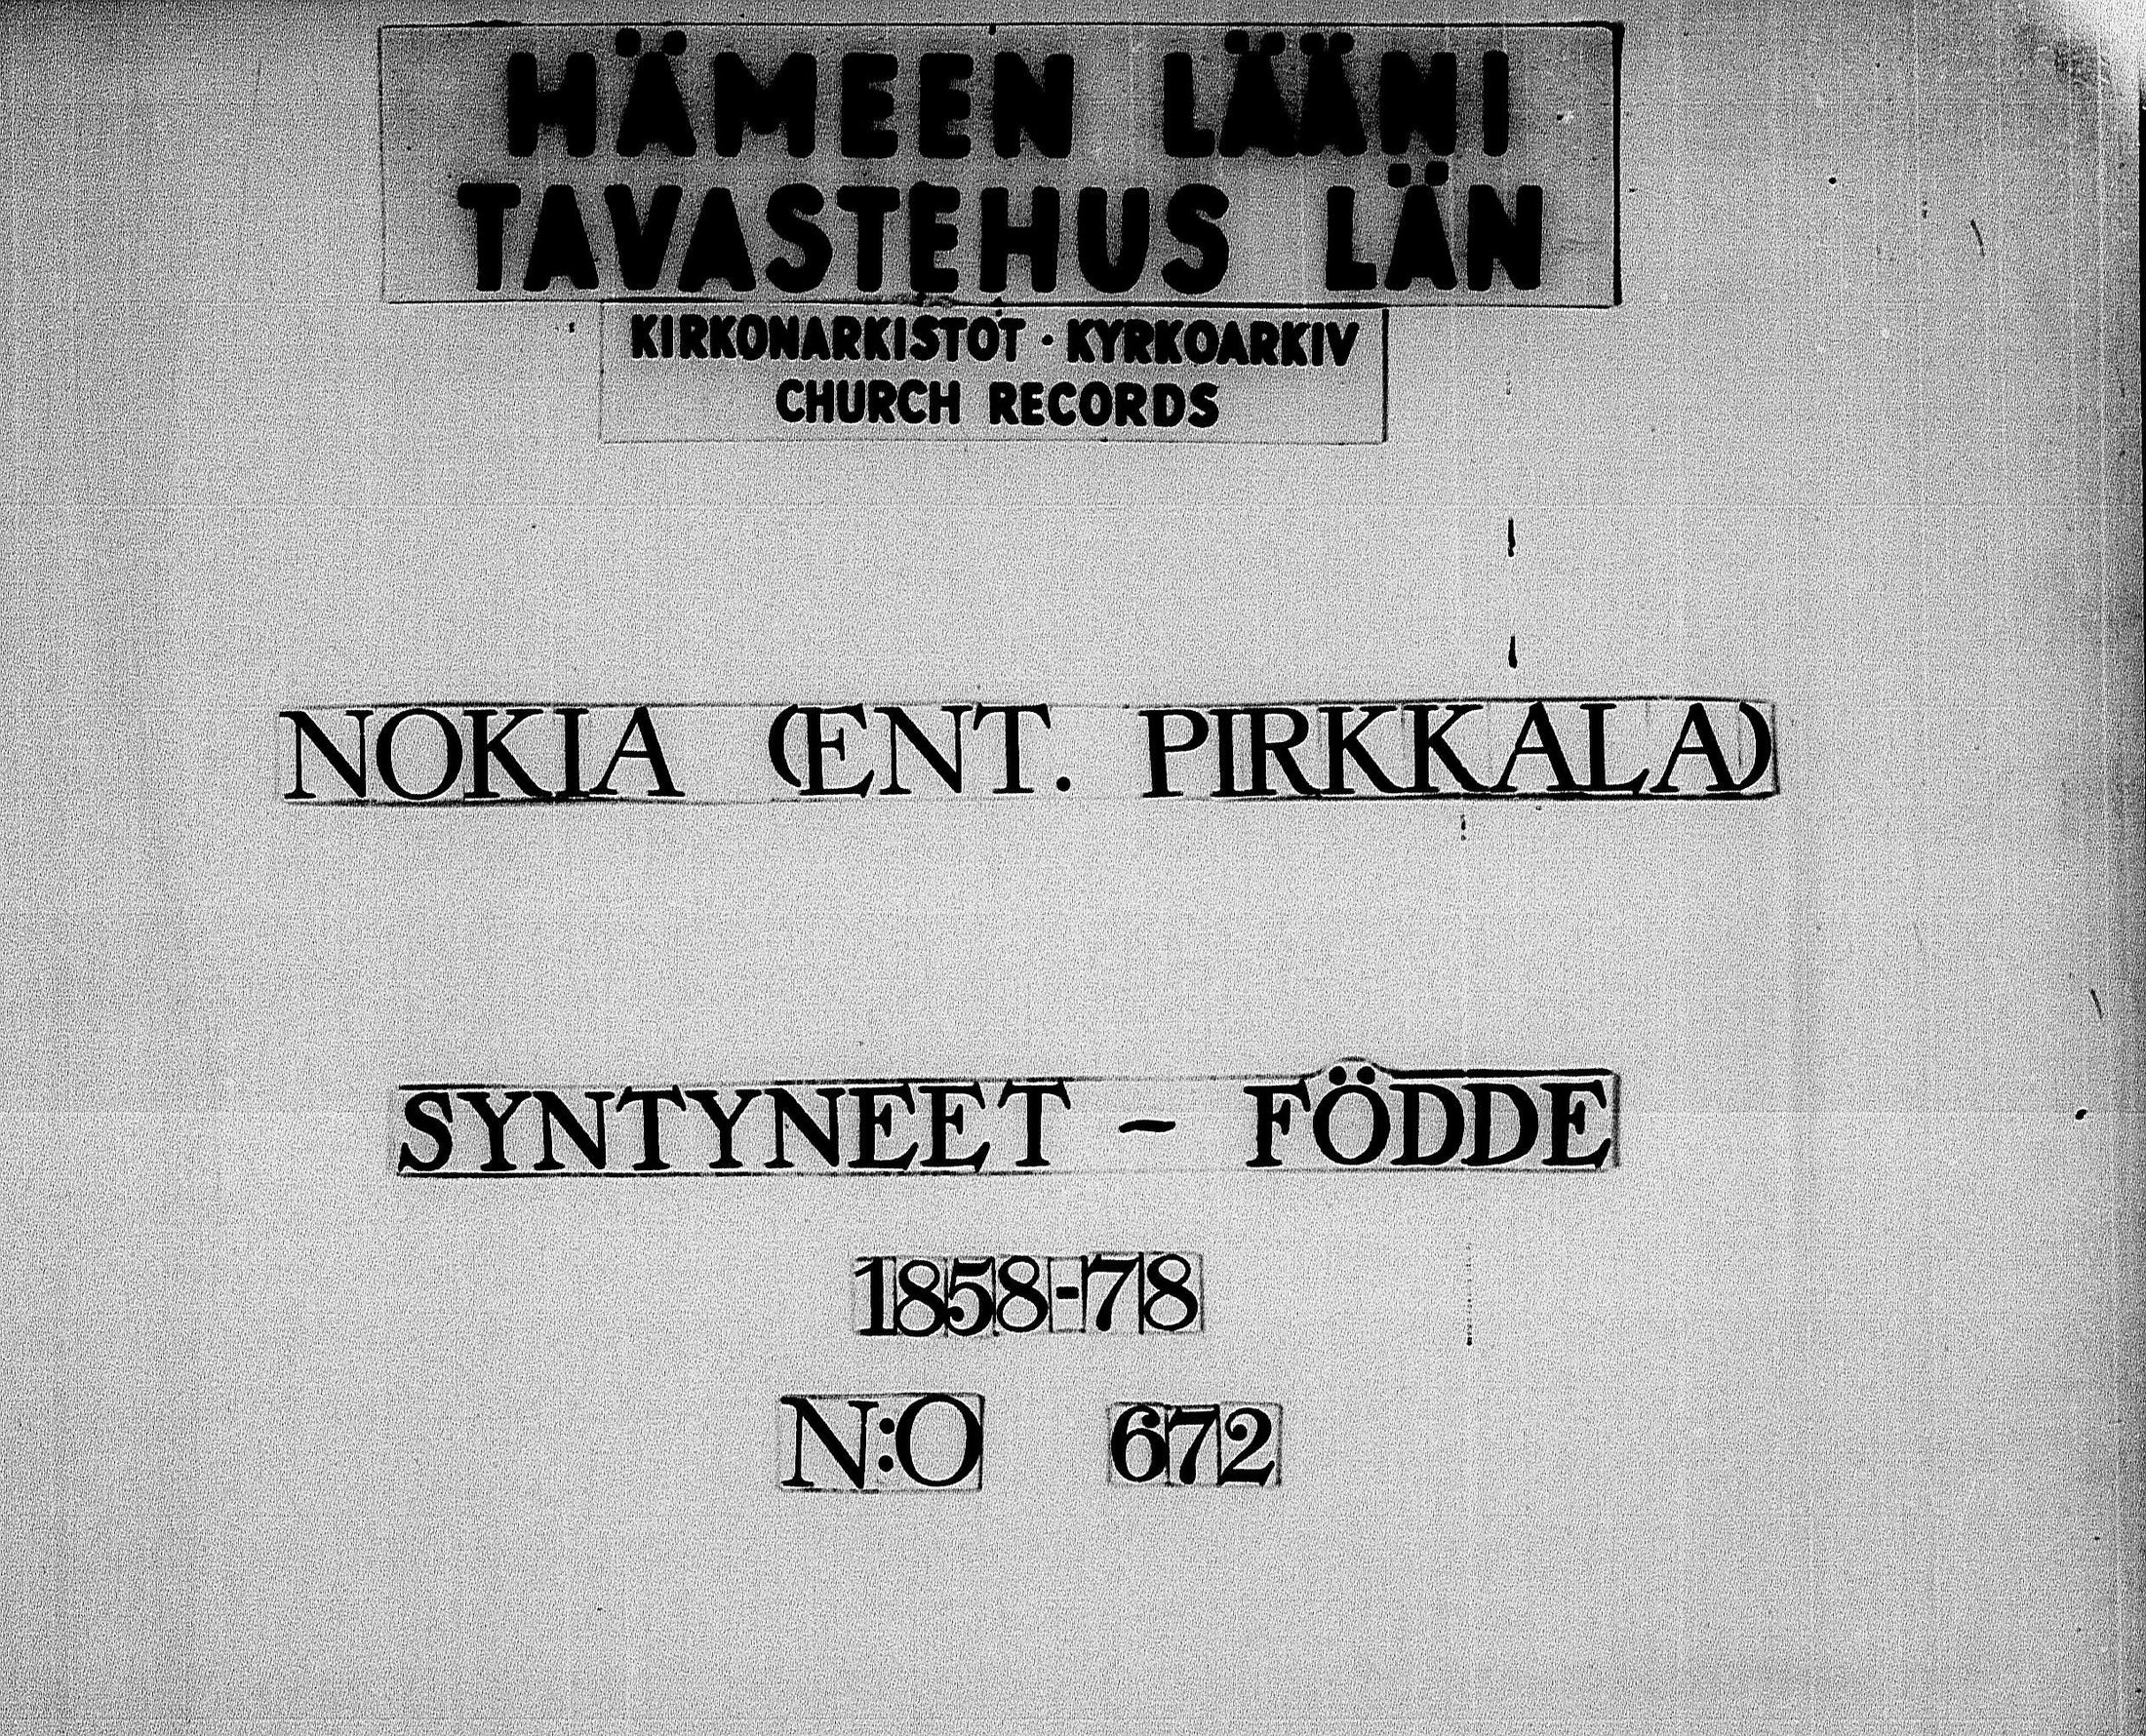 HÄMEEN LÄÄNI
TAVASTEHUS LÄN
KIRKONARKISTOT · KYRKOARKIV
CHURCH RECORDS
NOKIA (ENT. PIRKKALA)
SYNTYNEET - FÖDDE
1858-78
N:O 672